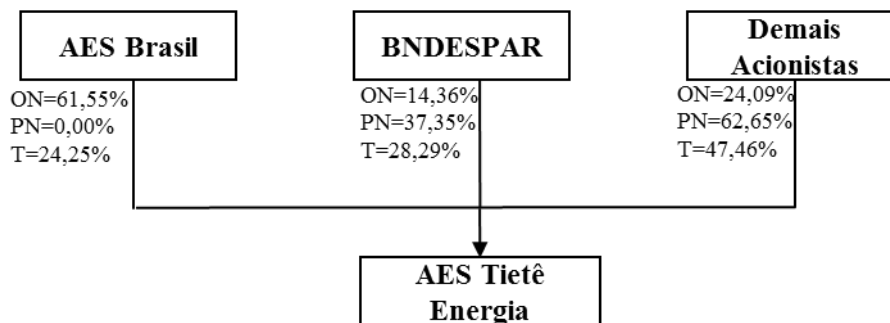 AES Brasil
BNDESPAR
Demais
Acionistas
ON=61,55%
PN=0,00%
T=24,25%
ON=14,36%
PN=37,35%
T=28,29%
ON=24,09%
PN=62,65%
T=47,46%
AES Tietê
Energia